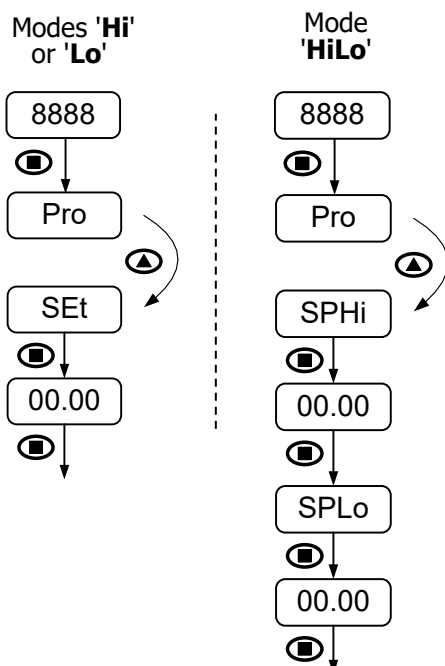 Modes 'Hi'
or 'Lo'
8888
Pro
SEt
00.00
Mode
'HiLo'
8888
Pro
SPHi
00.00
SPLo
00.00